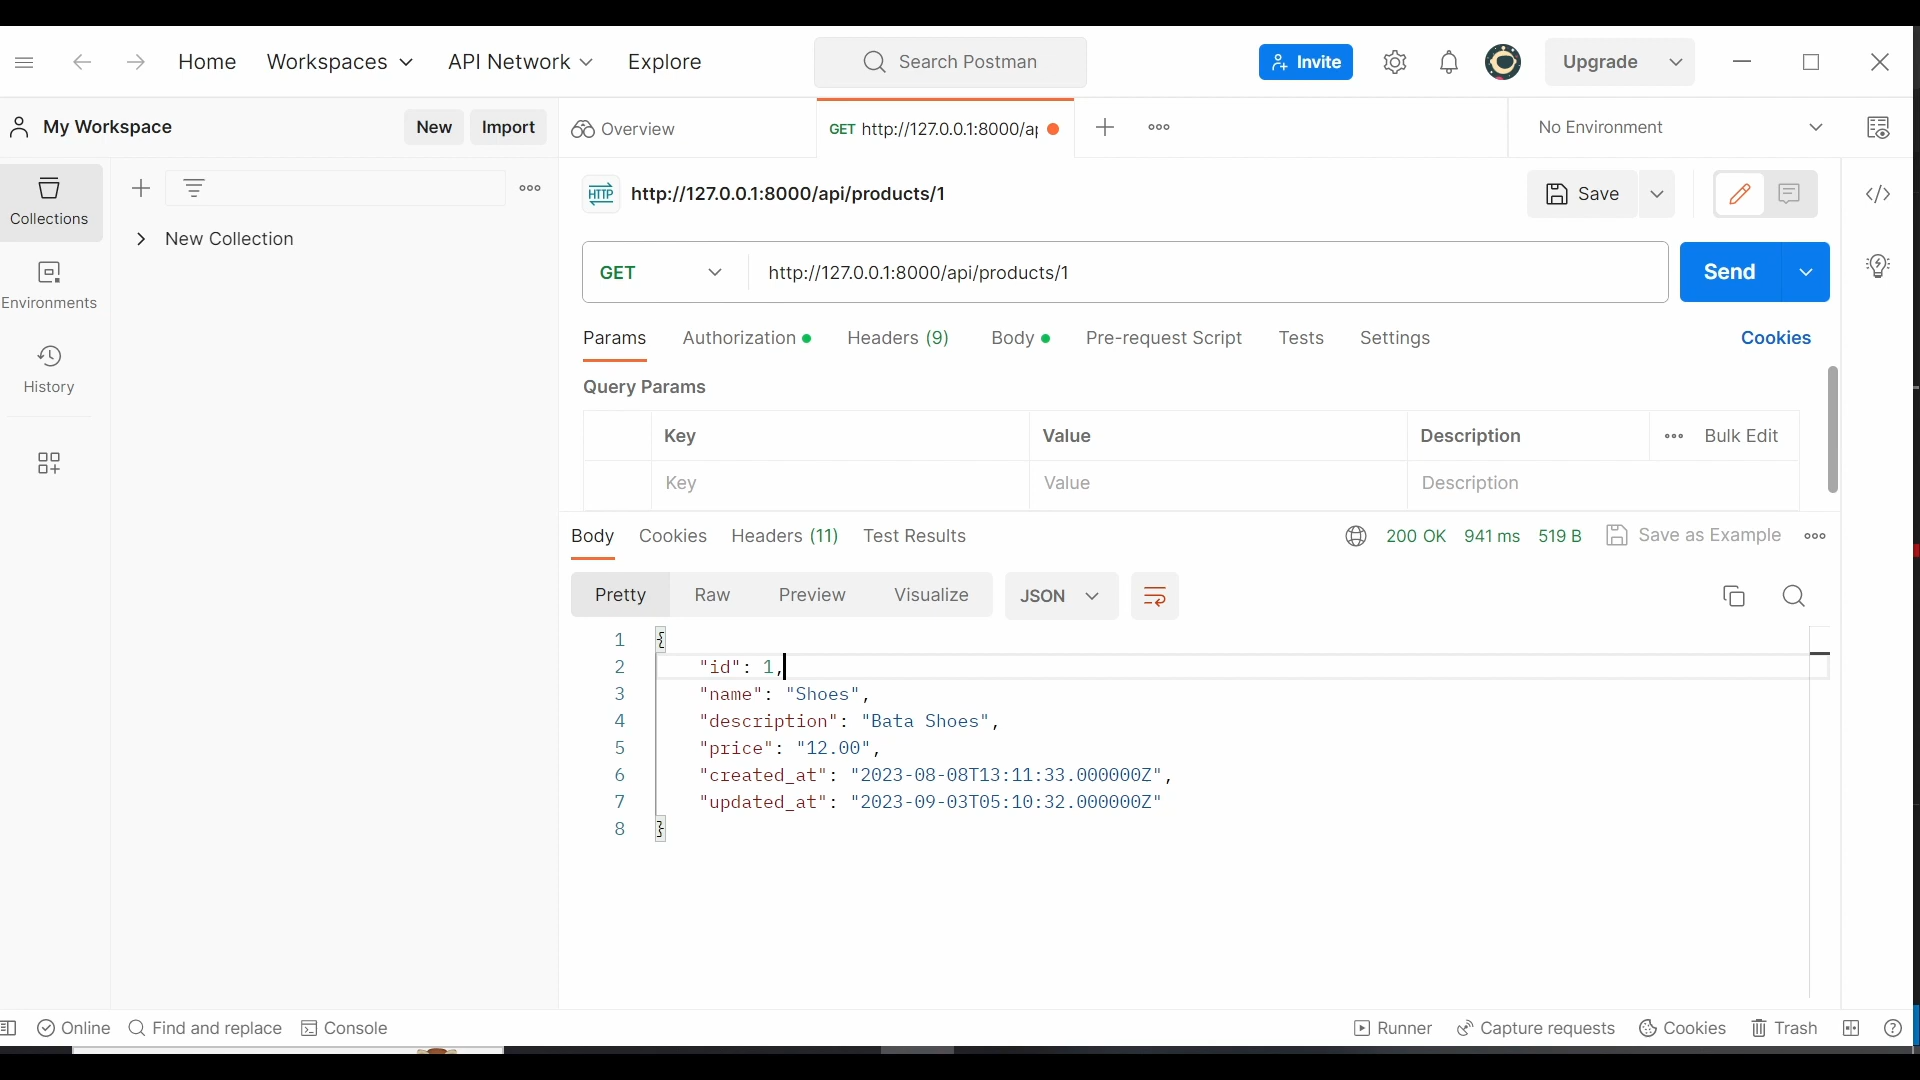 Home Workspaces API Network Explore Search Postman Invite Upgrade
My Workspace New Import Overview GET http://127.0.0.1:8000/ap No Environment
Collections
Environments
History
New Collection
HTTP http://127.0.0.1:8000/api/products/1 Save
GET http://127.0.0.1:8000/api/products/1 Send
Params Authorization Headers (9) Body Pre-request Script Tests Settings Cookies
Query Params
Key Value Description Bulk Edit
Key Value Description
Body Cookies Headers (11) Test Results 200 OK 941 ms 519 B Save as Example
Pretty Raw Preview Visualize JSON
1 {
2 "id": 1,
3 "name": "Shoes",
4 "description": "Bata Shoes",
5 "price": "12.00",
6 "created_at": "2023-08-08T13:11:33.000000Z",
7 "updated_at": "2023-09-03T05:10:32.000000Z"
8 }
Online Find and replace Console Runner Capture requests Cookies Trash